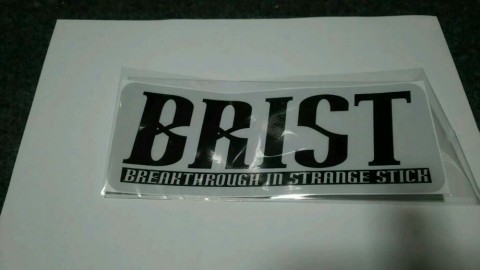 BRIST
BREAKTHROUGH IN STRANGE STICK